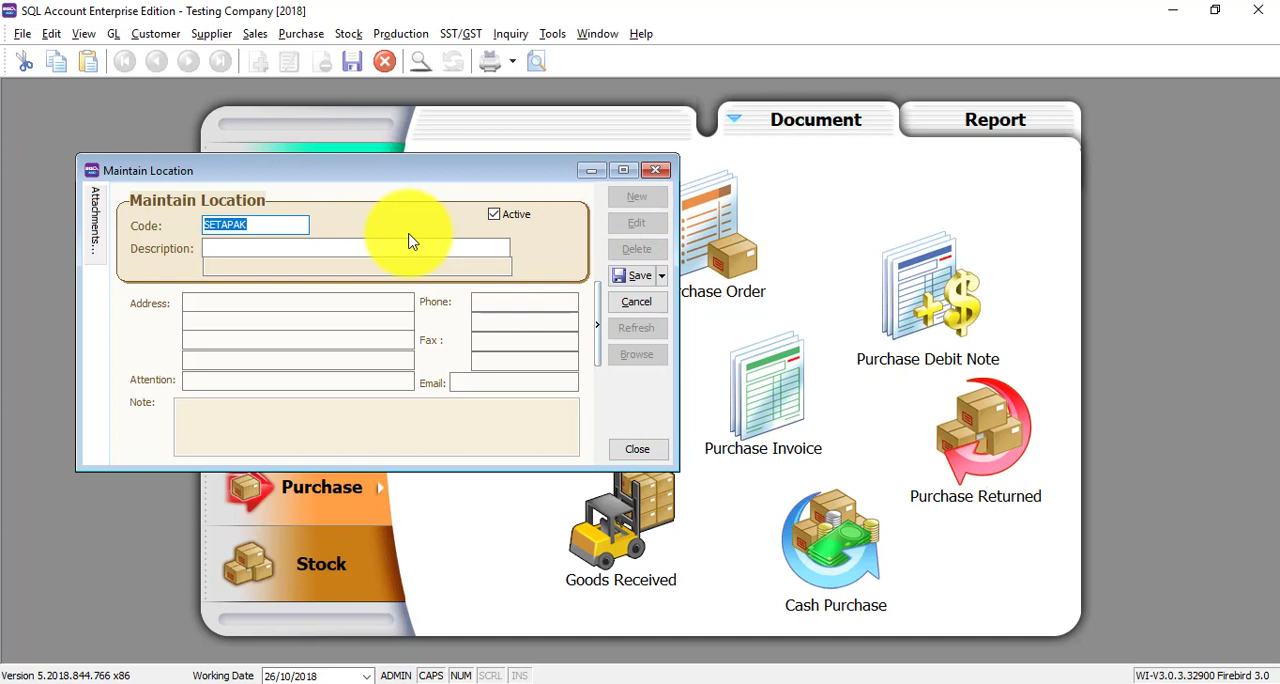 SQL Account Enterprise Edition - Testing Company [2018]
File Edit View GL Customer Supplier Sales Purchase Stock Production SST/GST Inquiry Tools Window Help
Document
Report
Maintain Location
Attachments...
Maintain Location
Code: SETAPAK
Active
Description:
Address:
Phone:
Fax :
Attention:
Email:
Note:
New
Edit
Delete
Save
Cancel
Refresh
Browse
Close
rchase Order
Purchase Debit Note
Purchase Invoice
Purchase Returned
Purchase
Stock
Goods Received
Cash Purchase
Version 5.2018.844.766 x86 Working Date 26/10/2018 ADMIN CAPS NUM SCRL INS WI-V3.0.3.32900 Firebird 3.0